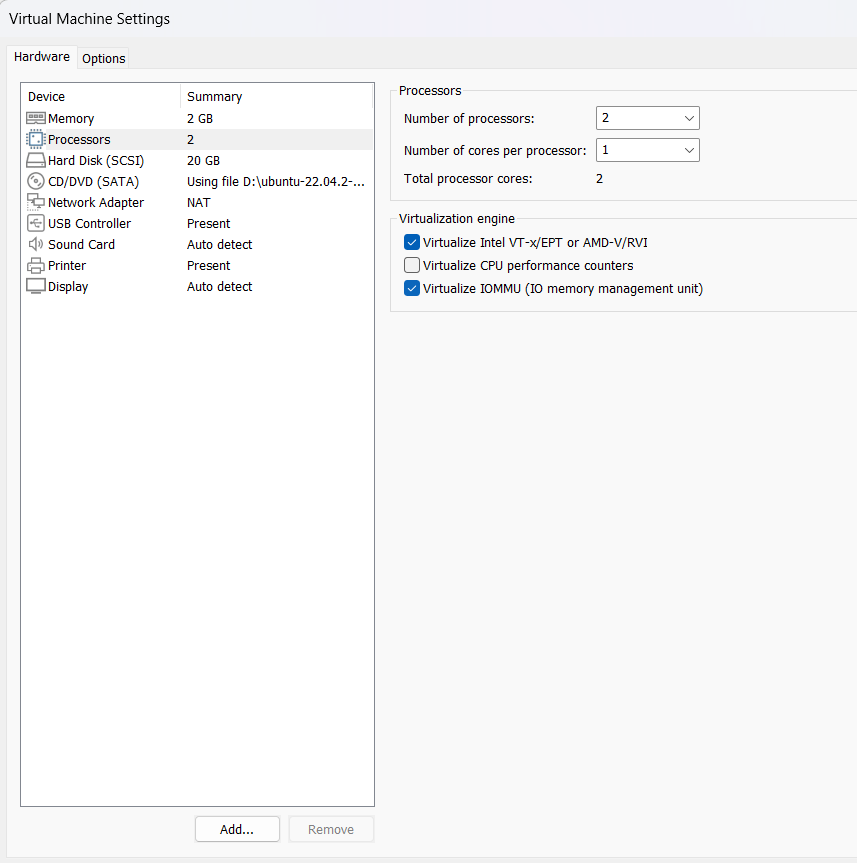 Virtual Machine Settings
Hardware Options
Device Summary
Memory 2 GB
Processors 2
Hard Disk (SCSI) 20 GB
CD/DVD (SATA) Using file D:\ubuntu-22.04.2-...
Network Adapter NAT
USB Controller Present
Sound Card Auto detect
Printer Present
Display Auto detect
Add... Remove
Processors
Number of processors: 2
Number of cores per processor: 1
Total processor cores: 2
Virtualization engine
Virtualize Intel VT-x/EPT or AMD-V/RVI
Virtualize CPU performance counters
Virtualize IOMMU (IO memory management unit)